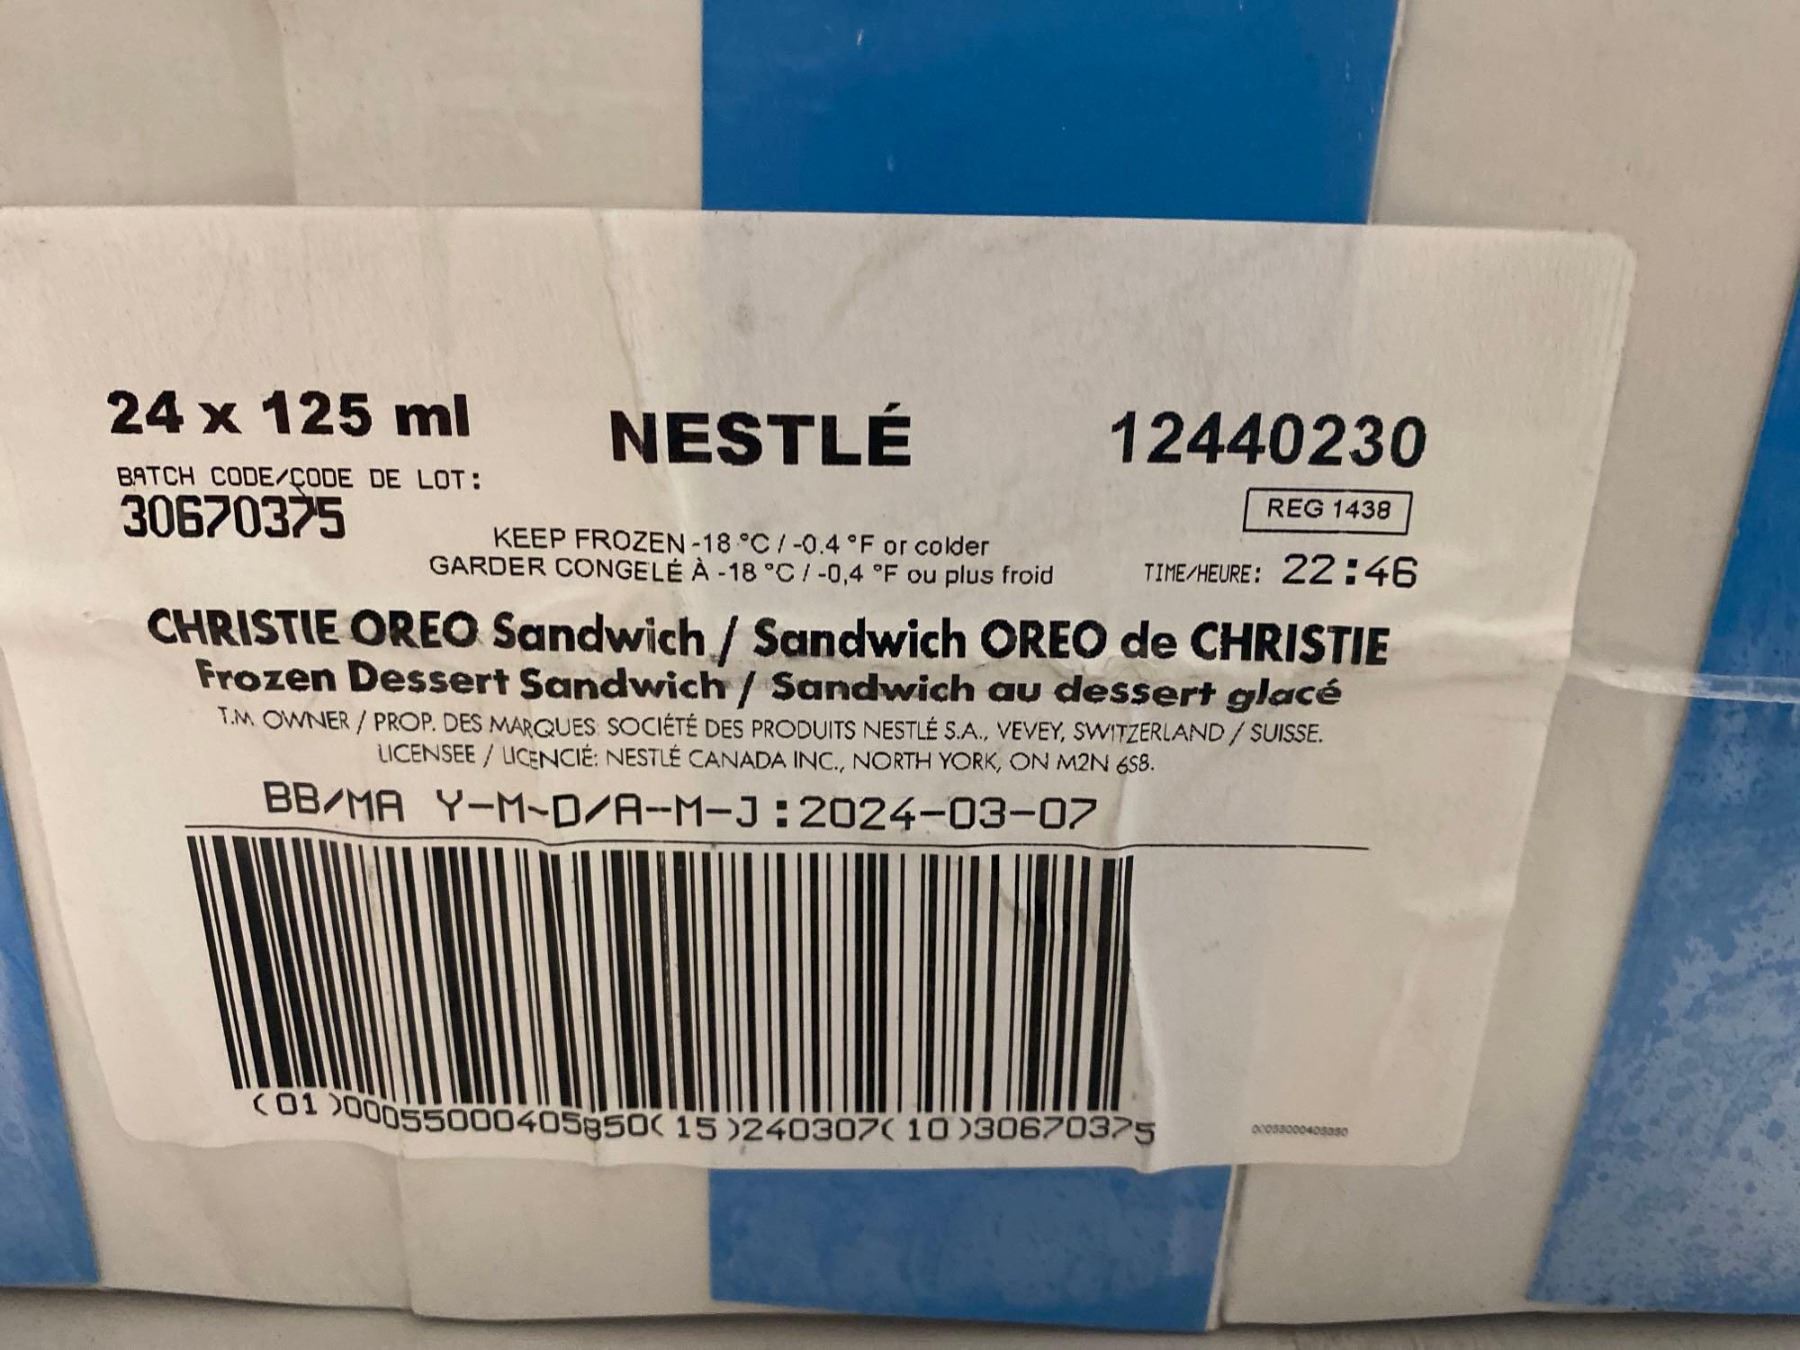 24 x 125 ml
NESTLÉ
12440230
BATCH CODE/CODE DE LOT:
30670375
REG 1438
KEEP FROZEN -18 °C / -0.4 °F or colder
GARDER CONGELÉ À -18 °C / -0,4 °F ou plus froid
TIME/HEURE: 22:46
CHRISTIE OREO Sandwich / Sandwich OREO de CHRISTIE
Frozen Dessert Sandwich / Sandwich au dessert glacé
T.M. OWNER / PROP. DES MARQUES: SOCIÉTÉ DES PRODUITS NESTLÉ S.A., VEVEY, SWITZERLAND / SUISSE.
LICENSEE / LICENCIÉ: NESTLÉ CANADA INC., NORTH YORK, ON M2N 6S8.
BB/MA Y-M-D/A-M-J:2024-03-07
(01)00055000405850(15)240307(10)30670375